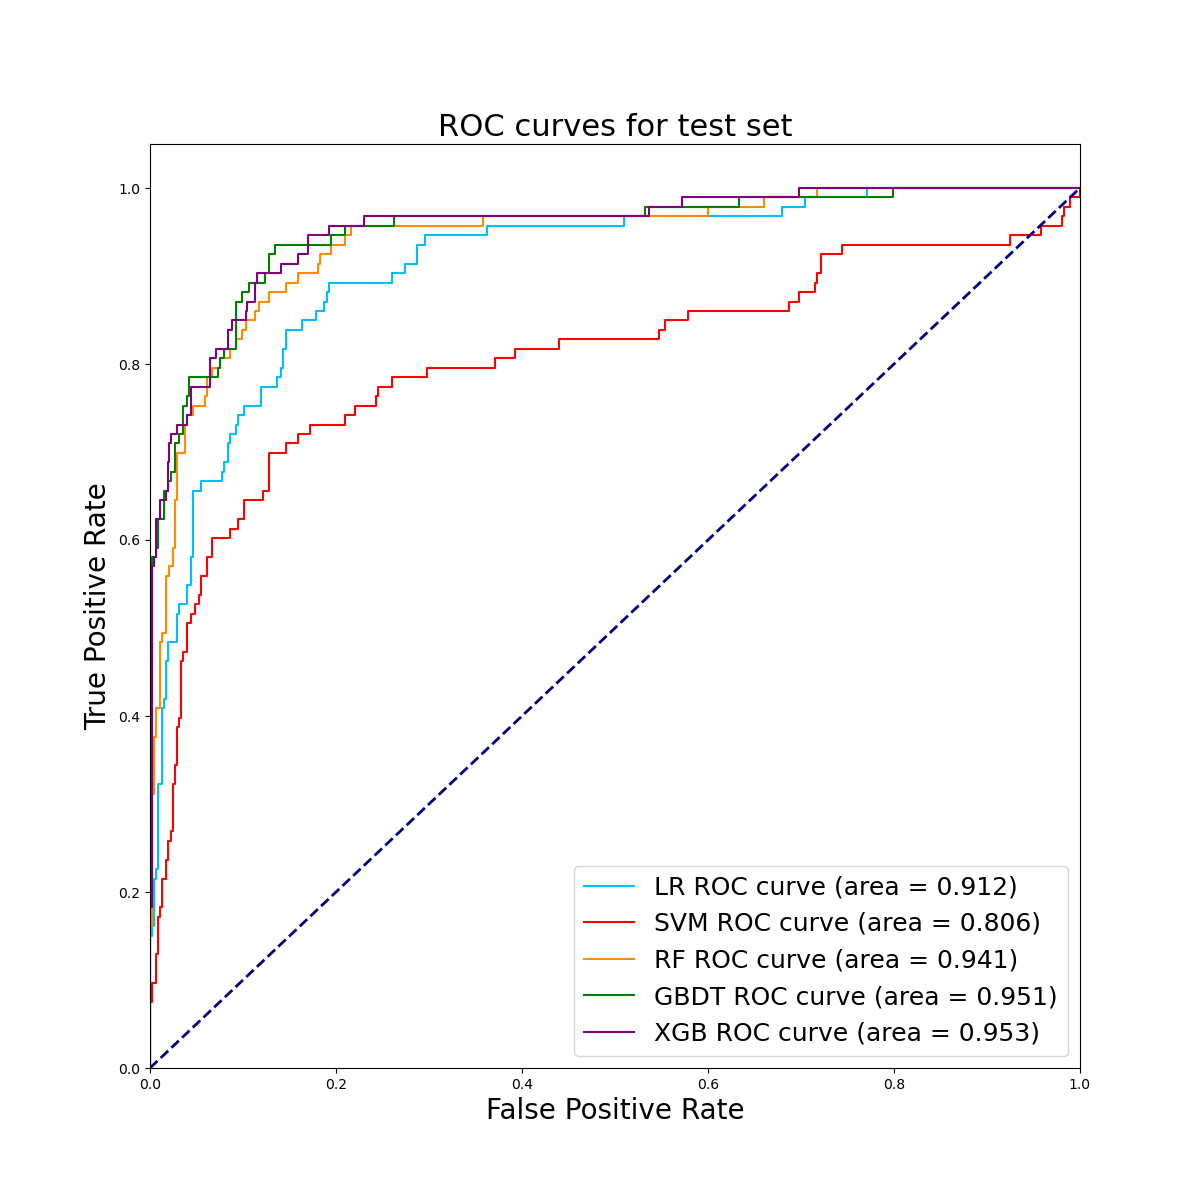 ROC curves for test set
True Positive Rate
1.0
0.8
0.6
0.4
0.2
0.0
LR ROC curve (area = 0.912)
SVM ROC curve (area = 0.806)
RF ROC curve (area = 0.941)
GBDT ROC curve (area = 0.951)
XGB ROC curve (area = 0.953)
0.0 0.2 0.4 0.6 0.8 1.0
False Positive Rate